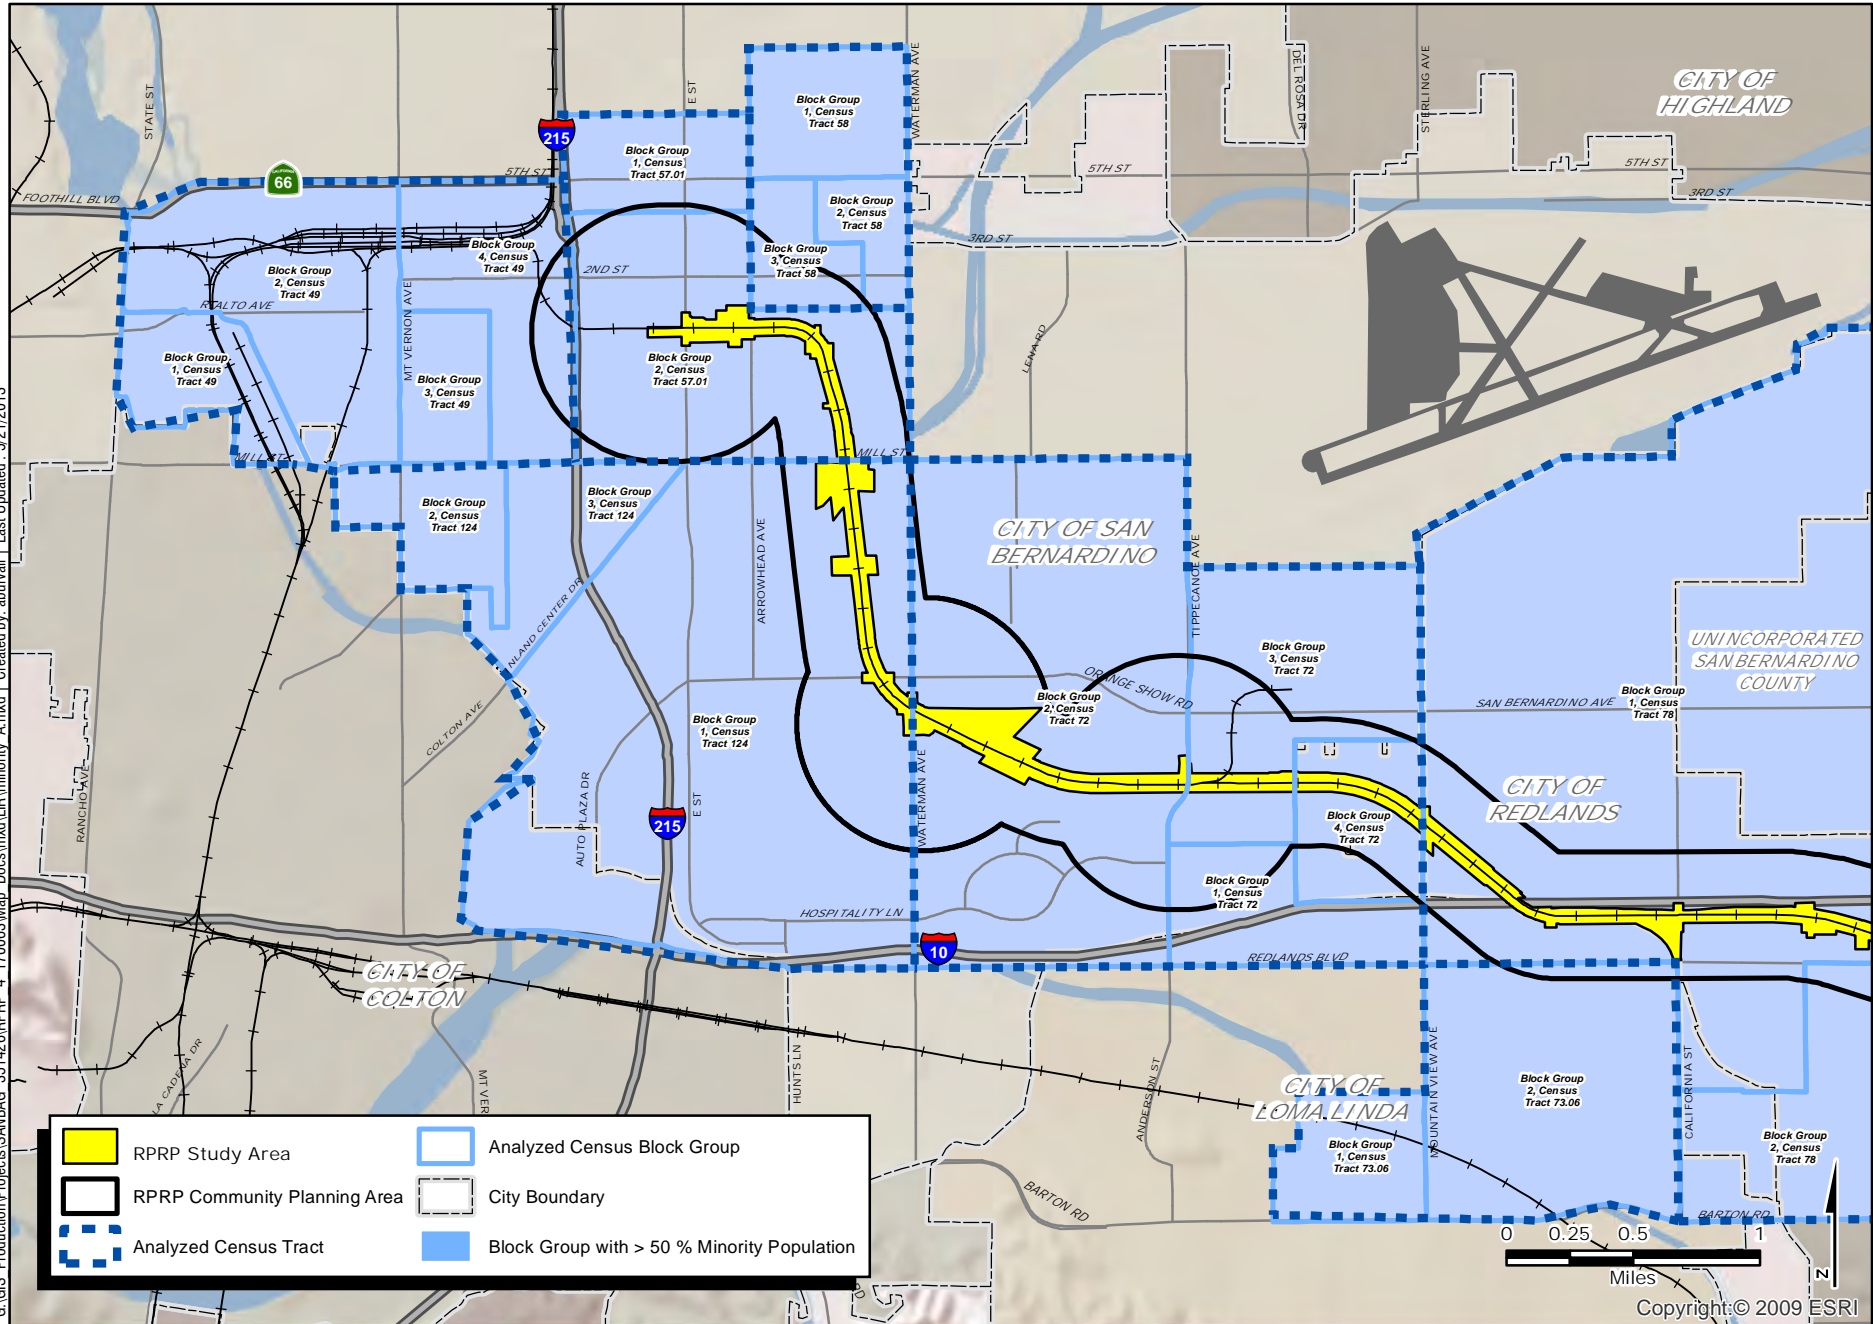 CITY OF
HIGHLAND
STATE ST
E ST
WATERMAN AVE
DEL ROSA DR
STERLING AVE
Block Group
1, Census
Tract 58
215
Block Group
1, Census
Tract 57.01
5TH ST
5TH ST
5TH ST
66
FOOTHILL BLVD
3RD ST
Block Group
2, Census
Tract 58
3RD ST
Block Group
4, Census
Tract 49
Block Group
3, Census
Tract 58
Block Group
2, Census
Tract 49
2ND ST
RIALTO AVE
MT VERNON AVE
LENA RD
Block Group
1, Census
Tract 49
Block Group
2, Census
Tract 57.01
Block Group
3, Census
Tract 49
MILL ST
MILL ST
Block Group
2, Census
Tract 124
Block Group
3, Census
Tract 124
CITY OF SAN
BERNARDINO
ARROWHEAD AVE
TIPPECANOE AVE
NLAND CENTER DR
UNINCORPORATED
SAN BERNARDINO
COUNTY
Block Group
3, Census
Tract 72
ORANGE SHOW RD
Block Group
2, Census
Tract 72
SAN BERNARDINO AVE
Block Group
1, Census
Tract 78
COLTON AVE
Block Group
1, Census
Tract 124
RANCHO AVE
AUTO PLAZA DR
215
E ST
WATERMAN AVE
CITY OF
REDLANDS
Block Group
4, Census
Tract 72
Block Group
1, Census
Tract 72
HOSPITALITY LN
10
REDLANDS BLVD
CITY OF
COLTON
LA CADENA DR
MT VER
HUNTS LN
ANDERSON ST
CITY OF
LOMA LINDA
MOUNTAIN VIEW AVE
CALIFORNIA ST
Block Group
2, Census
Tract 73.06
Block Group
1, Census
Tract 73.06
Block Group
2, Census
Tract 78
BARTON RD
BARTON RD
RPRP Study Area
RPRP Community Planning Area
Analyzed Census Tract
Analyzed Census Block Group
City Boundary
Block Group with > 50 % Minority Population
0 0.25 0.5 1
Miles
N
Copyright:© 2009 ESRI